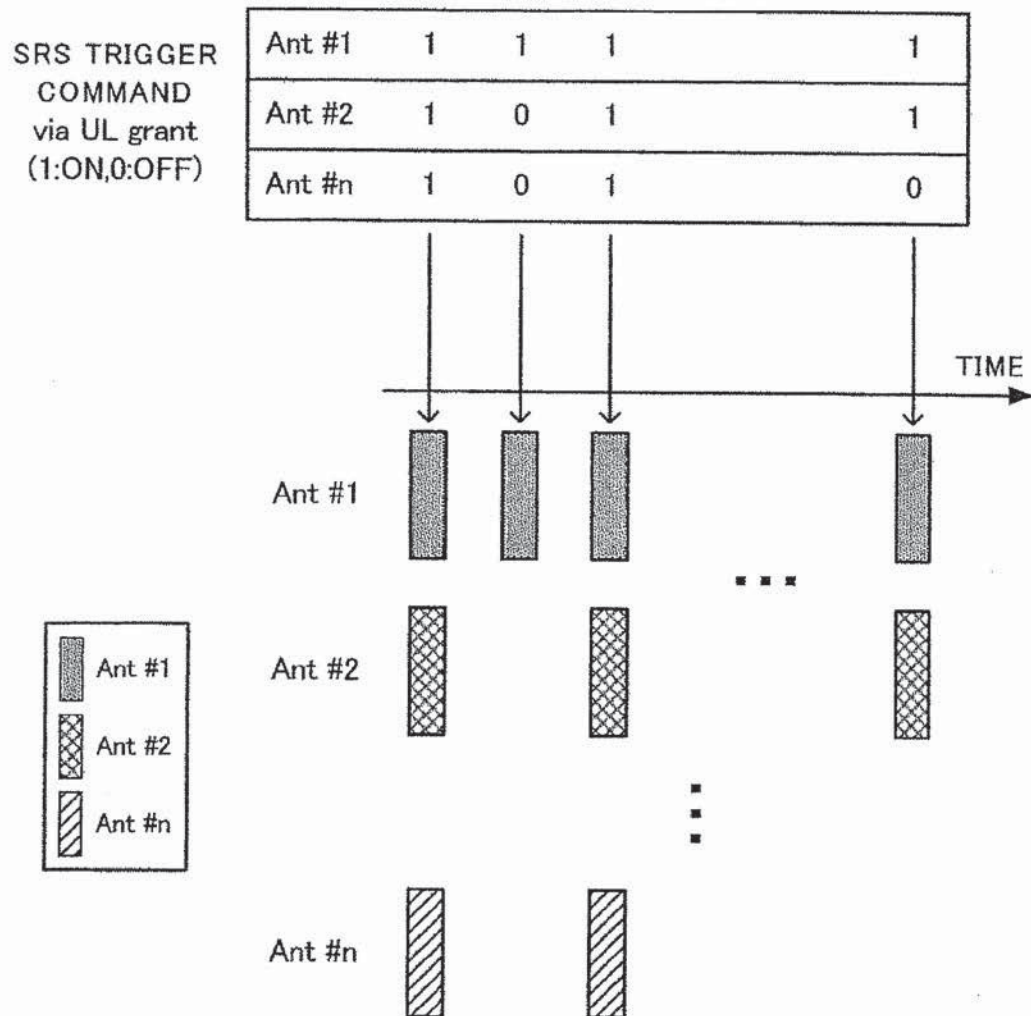 SRS TRIGGER
COMMAND
via UL grant
(1:ON,0:OFF)
Ant #1 1 1 1 1
Ant #2 1 0 1 1
Ant #n 1 0 1 0
TIME
Ant #1
Ant #2
Ant #n
Ant #1
Ant #2
Ant #n